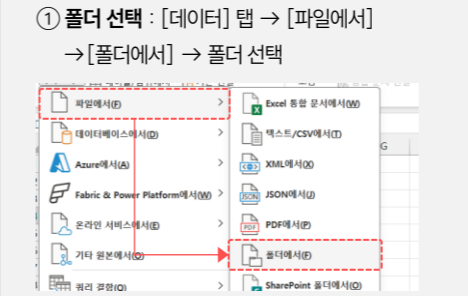 ① 폴더 선택 : [데이터] 탭 → [파일에서]
→[폴더에서] → 폴더 선택
파일에서(F)
데이터베이스에서(D)
Azure에서(A)
Fabric & Power Platform에서(W)
온라인 서비스에서(E)
기타 원본에서(O)
쿼리 결합(Q)
Excel 통합 문서에서(W)
텍스트/CSV에서(T)
XML에서(X)
JSON에서(J)
PDF에서(P)
폴더에서(F)
SharePoint 폴더에서(O)
G